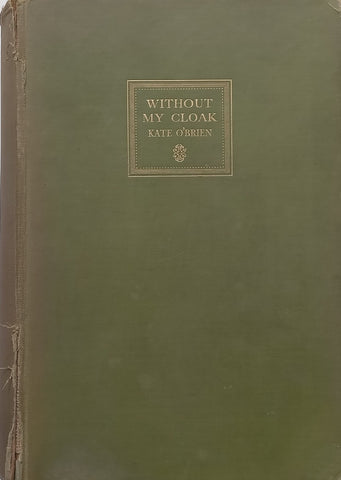 WITHOUT
MY CLOAK
KATE O'BRIEN